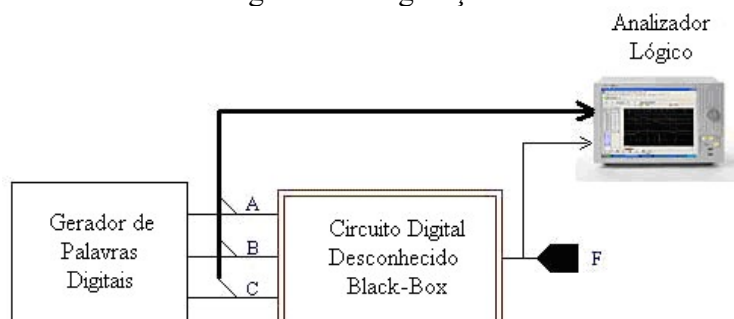 Analizador
Lógico
Gerador de
Palavras
Digitais
A
B
C
Circuito Digital
Desconhecido
Black-Box
F